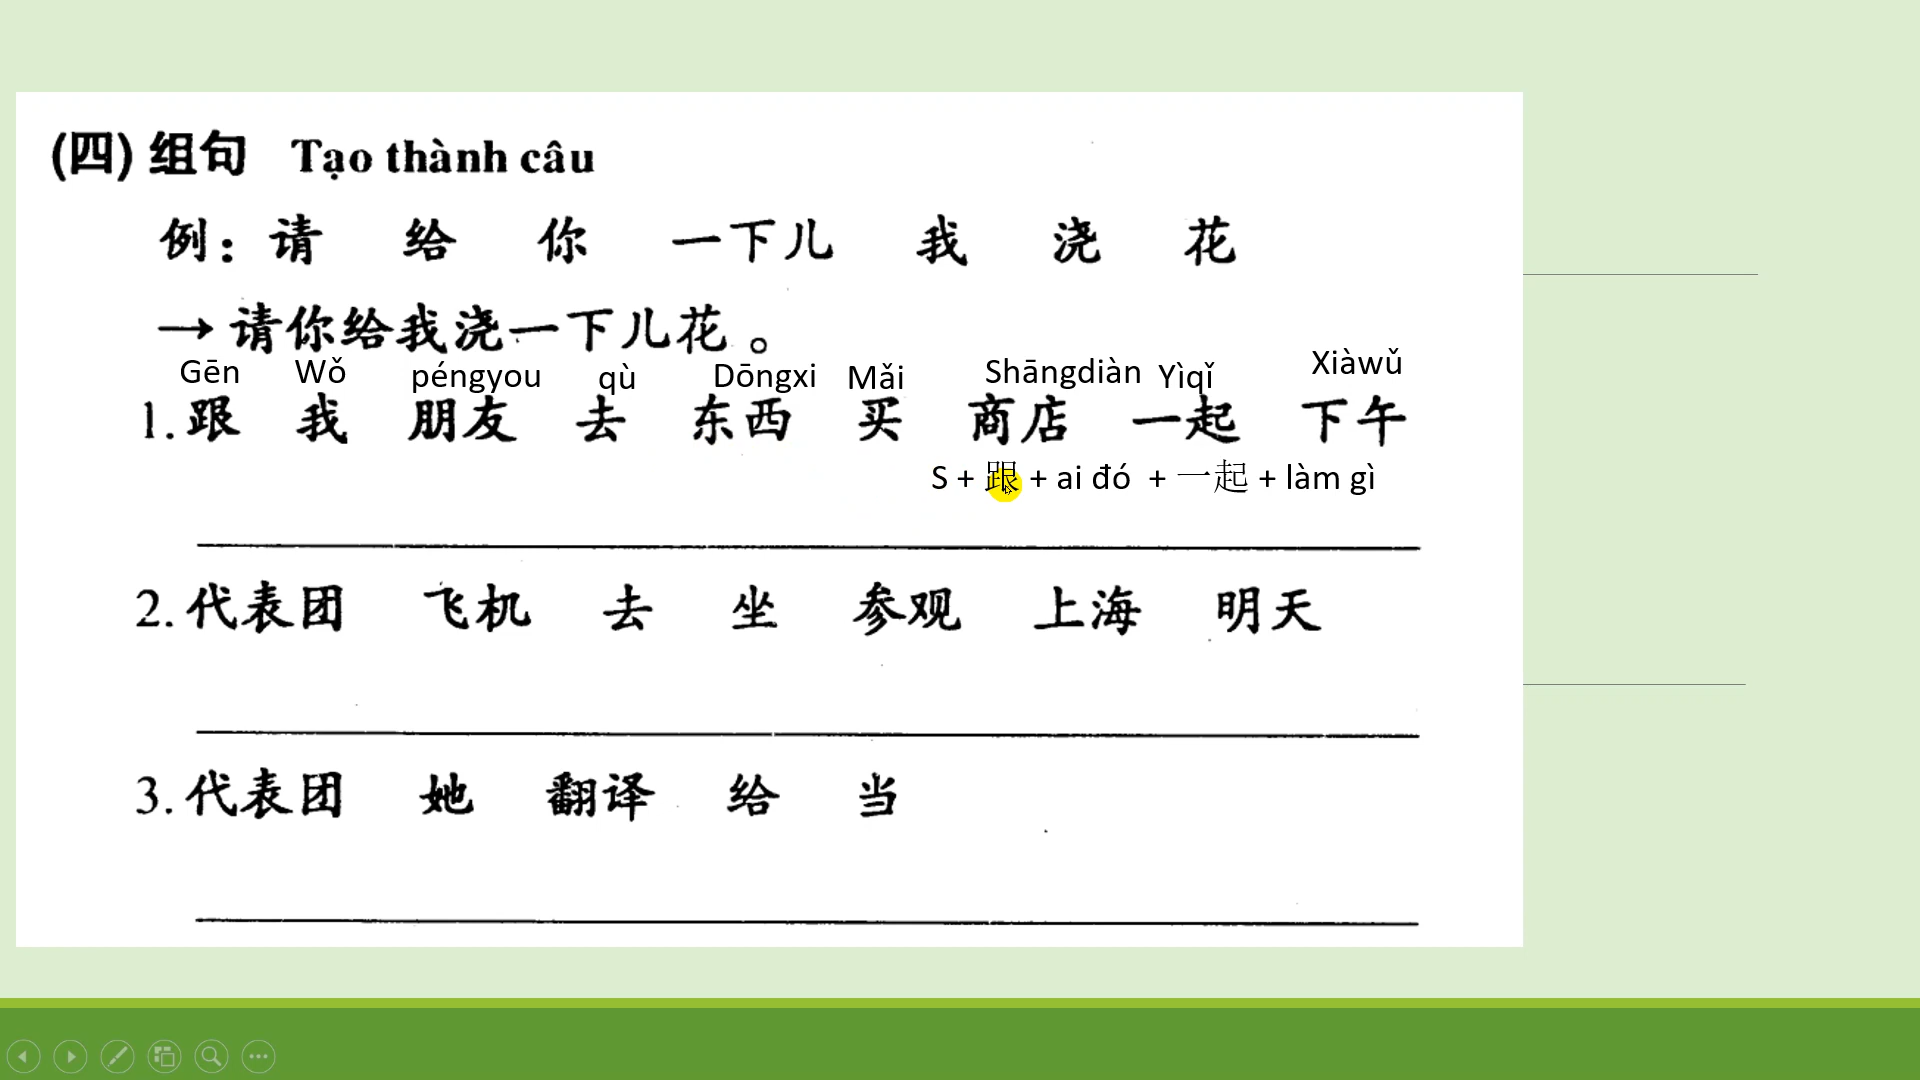 (四) 组句 Tạo thành câu
例：请 给 你 一下儿 我 浇 花
→请你给我浇一下儿花。
Gēn Wǒ péngyou qù Dōngxi Mǎi Shāngdiàn Yìqǐ Xiàwǔ
1. 跟 我 朋友 去 东西 买 商店 一起 下午
S + 跟 + ai đó + 一起 + làm gì
2. 代表团 飞机 去 坐 参观 上海 明天
3. 代表团 她 翻译 给 当